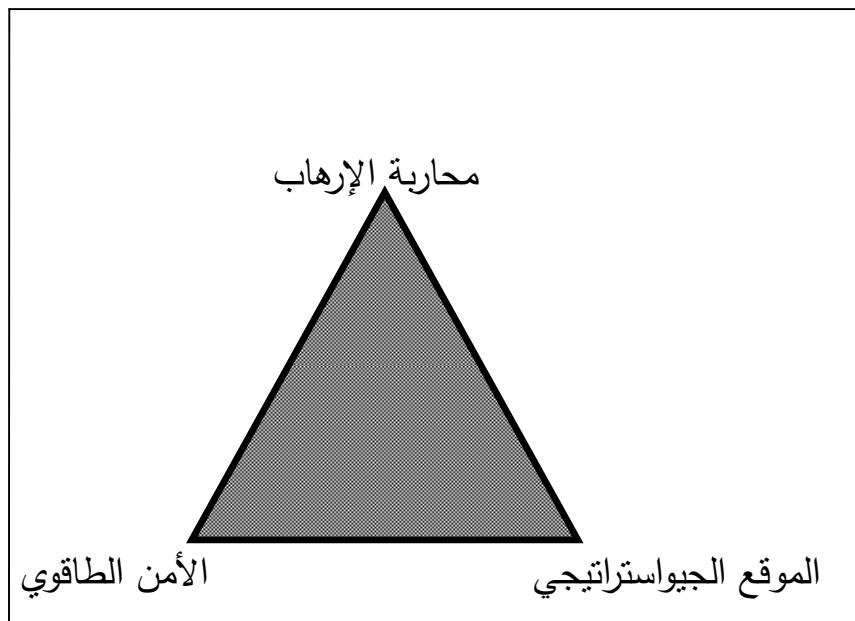 محاربة الإرهاب
الموقع الجيواستراتيجي
الأمن الطاقوي